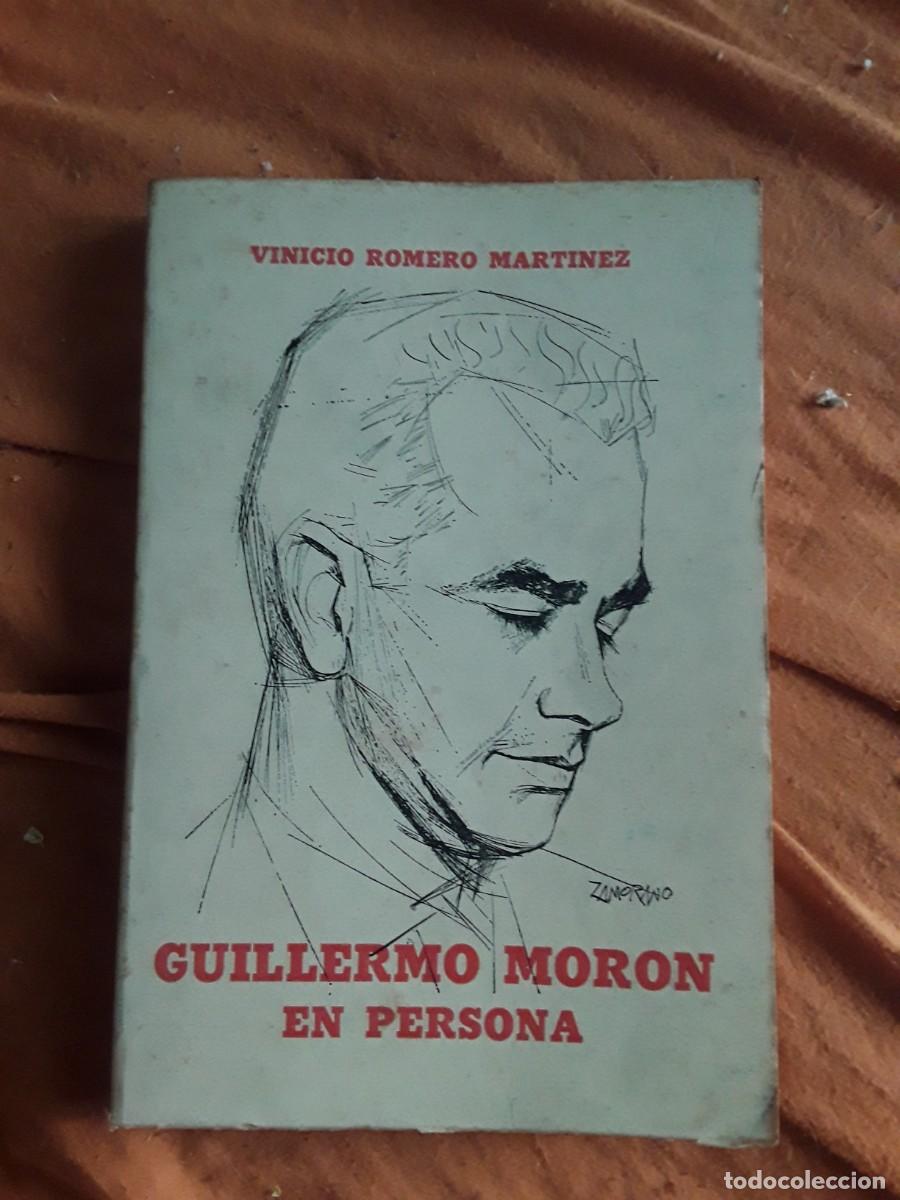 VINICIO ROMERO MARTINEZ
ZAMORANO
GUILLERMO MORON
EN PERSONA
todocoleccion